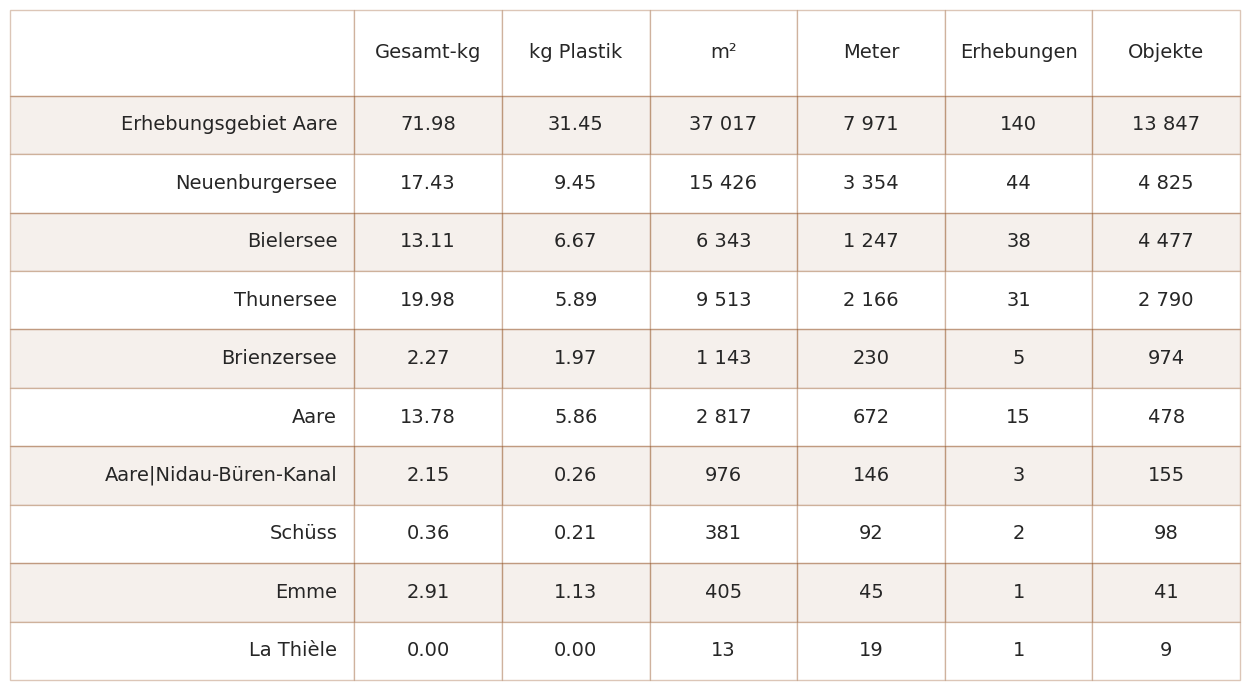 Gesamt-kg kg Plastik m² Meter Erhebungen Objekte
Erhebungsgebiet Aare 71.98 31.45 37 017 7 971 140 13 847
Neuenburgersee 17.43 9.45 15 426 3 354 44 4 825
Bielersee 13.11 6.67 6 343 1 247 38 4 477
Thunersee 19.98 5.89 9 513 2 166 31 2 790
Brienzersee 2.27 1.97 1 143 230 5 974
Aare 13.78 5.86 2 817 672 15 478
Aare|Nidau-Büren-Kanal 2.15 0.26 976 146 3 155
Schüss 0.36 0.21 381 92 2 98
Emme 2.91 1.13 405 45 1 41
La Thièle 0.00 0.00 13 19 1 9